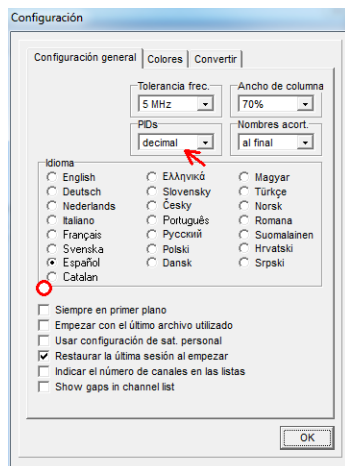 Configuración
Configuración general Colores Convertir
Tolerancia frec. Ancho de columna
5 MHz 70%
PIDs Nombres acort.
decimal al final
Idioma
English Ελληνικά Magyar
Deutsch Slovensky Türkçe
Nederlands Česky Norsk
Italiano Português Romana
Français Русский Suomalainen
Svenska Polski Hrvatski
Español Dansk Srpski
Catalan
Siempre en primer plano
Empezar con el último archivo utilizado
Usar configuración de sat. personal
Restaurar la última sesión al empezar
Indicar el número de canales en las listas
Show gaps in channel list
OK